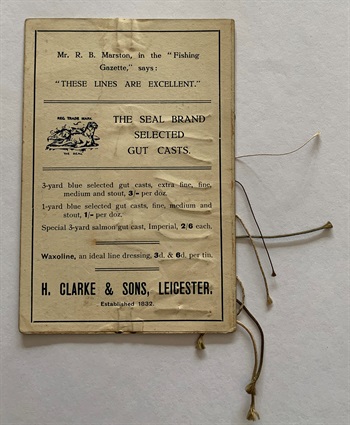 Mr. R. B. Marston, in the "Fishing
Gazette," says:
"THESE LINES ARE EXCELLENT."
REG. TRADE MARK.
THE SEAL
THE SEAL BRAND
SELECTED
GUT CASTS.
3-yard blue selected gut casts, extra fine, fine,
medium and stout, 3/- per doz.
1-yard blue selected gut casts, fine, medium and
stout, 1/- per doz.
Special 3-yard salmon gut cast, Imperial, 2/6 each.
Waxoline, an ideal line dressing, 3d. & 6d. per tin.
H. CLARKE & SONS, LEICESTER.
Established 1832.